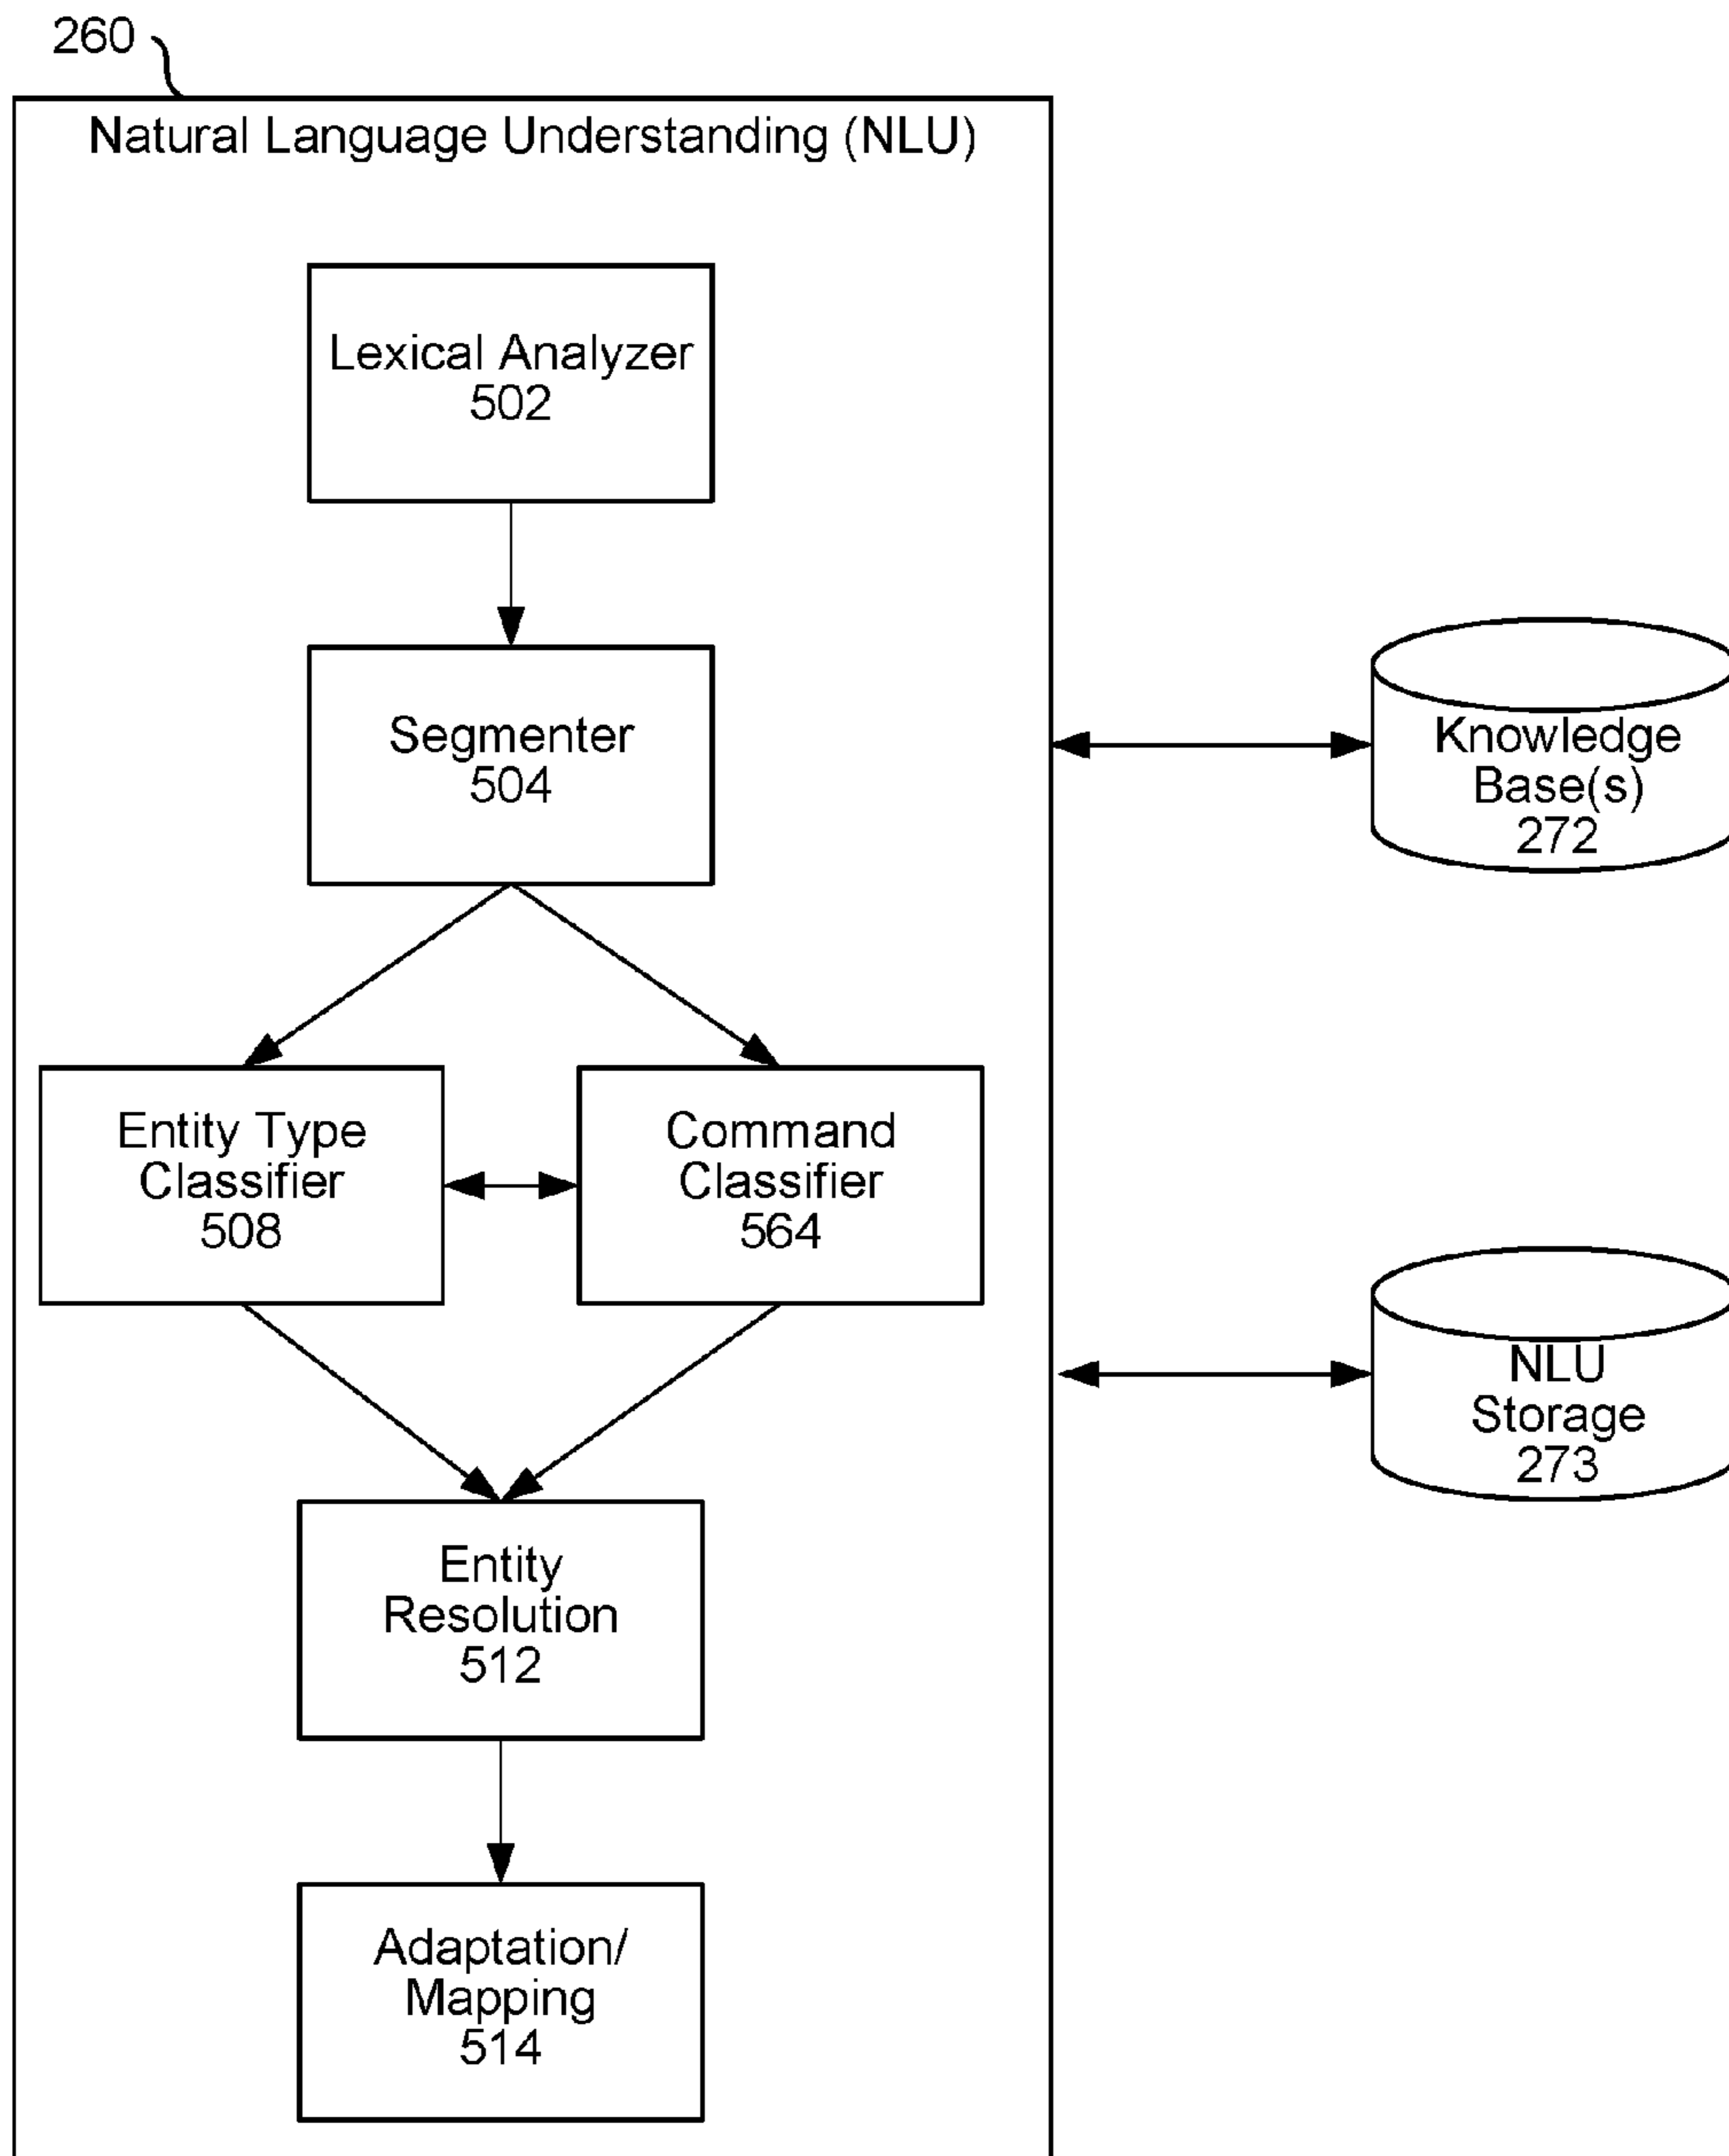 260
Natural Language Understanding (NLU)
Lexical Analyzer
502
Segmenter
504
Knowledge
Base(s)
272
Entity Type
Classifier
508
Command
Classifier
564
NLU
Storage
273
Entity
Resolution
512
Adaptation/
Mapping
514